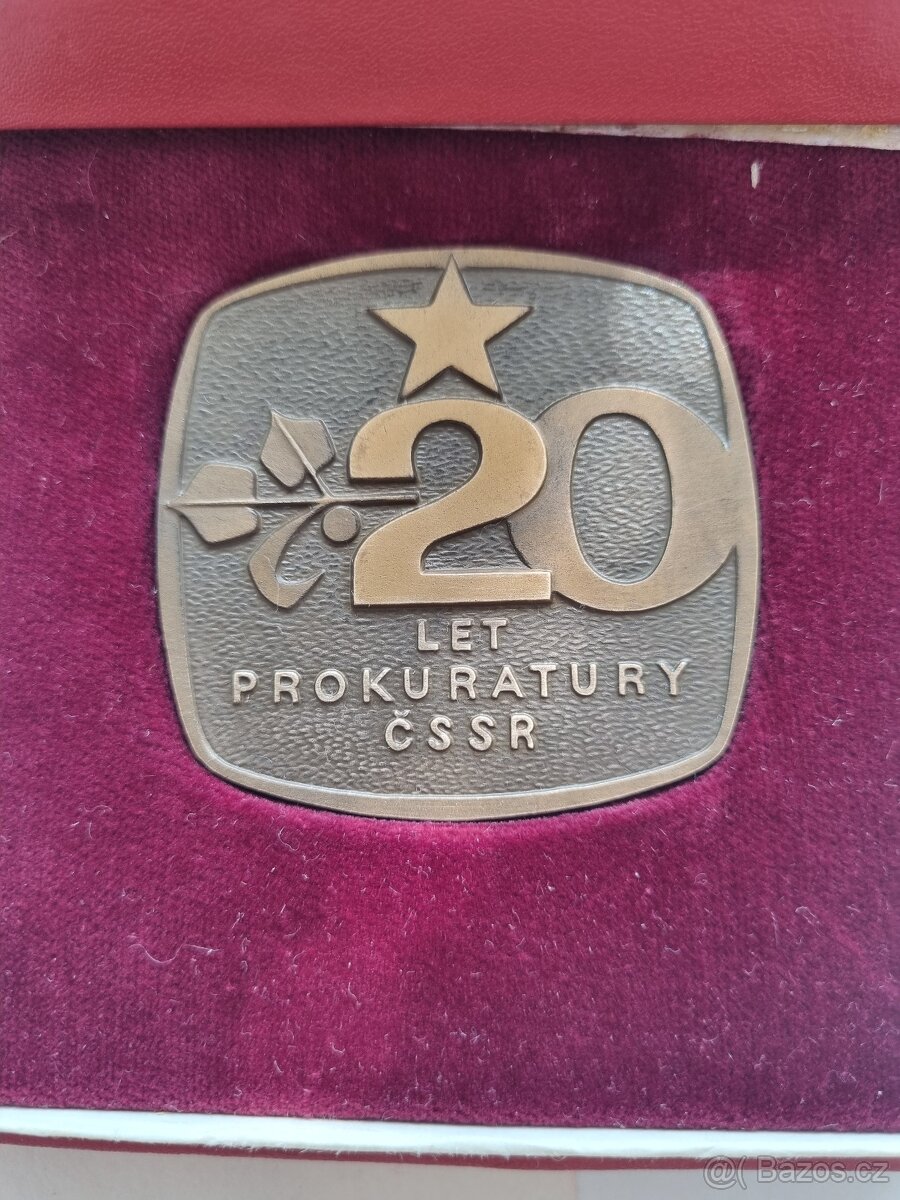 20
LET
PROKURATURY
ČSSR
@( Bazos.cz